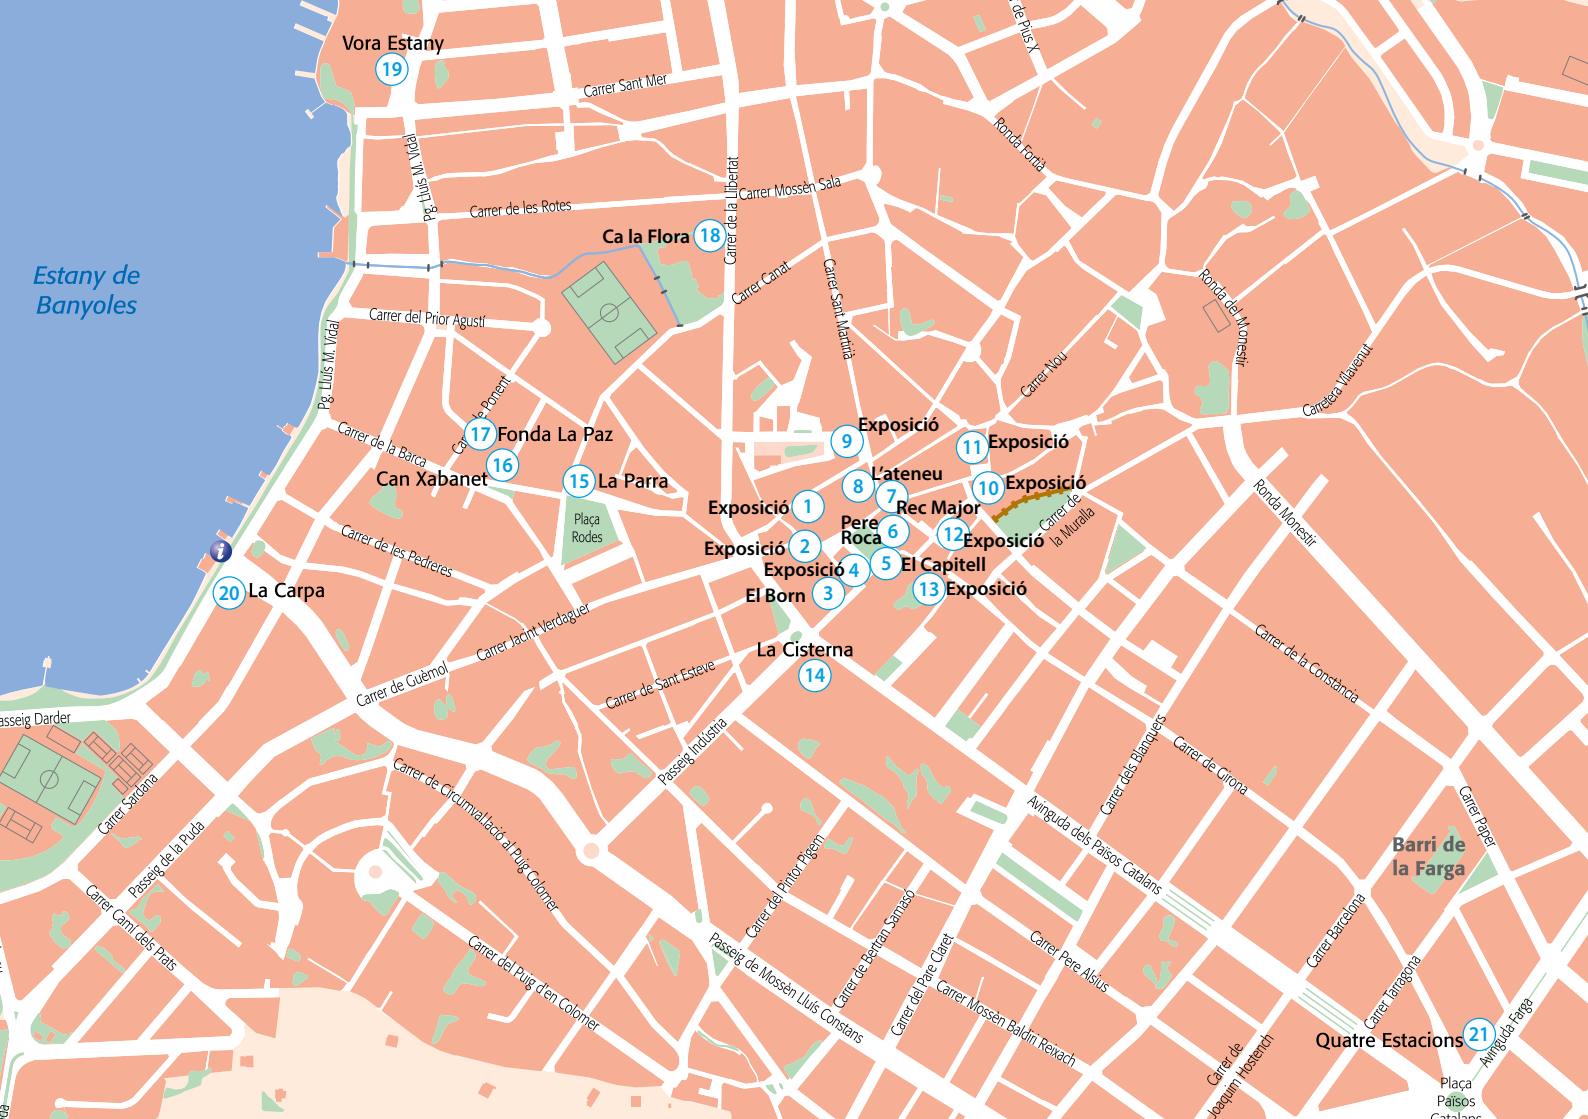 Vora Estany
19
Carrer Sant Mer
de Pius X
Ronda Fortià
Pg. Lluís M. Vidal
Carrer de la Llibertat
Carrer Mossèn Sala
Carrer de les Rotes
Ca la Flora
18
Estany de
Banyoles
Carrer Canat
Carrer Sant Martirià
Ronda del Monestir
Carrer del Prior Agustí
Pg. Lluís M. Vidal
Carrer Nou
Carretera Vilavenut
de Ponent
17
Fonda La Paz
Carrer de la Barca
16
Can Xabanet
15
La Parra
9
Exposició
11
Exposició
8
L'ateneu
7
10
Exposició
Exposició
1
Rec Major
Pere
Roca
6
12
Exposició
Carrer de
la Muralla
Ronda Monestir
Plaça
Rodes
Exposició
2
Exposició
4
5
El Capitell
El Born
3
13
Exposició
i
20
La Carpa
Carrer de les Pedreres
Carrer Jacint Verdaguer
Carrer de Guèmol
La Cisterna
14
Carrer de Sant Esteve
Carrer de la Constància
asseig Darder
Passeig Indústria
Carrer dels Blanquers
Carrer de Girona
Carrer Sardana
Carrer de Circumval.lació al Puig Colomer
Avinguda dels Països Catalans
Carrer Paper
Barri de
la Farga
Passeig de la Puda
Carrer Camí dels Prats
Carrer del Pintor Pigem
Carrer de Bertran Samasó
Carrer Barcelona
Carrer del Puig d'en Colomer
Passeig de Mossèn Lluís Constans
Carrer del Pare Claret
Carrer Pere Alsius
Carrer Tarragona
Carrer Mossèn Baldiri Reixach
Quatre Estacions
21
Avinguda Farga
Carrer de
Joaquim Hostench
Plaça
Països
Catalans